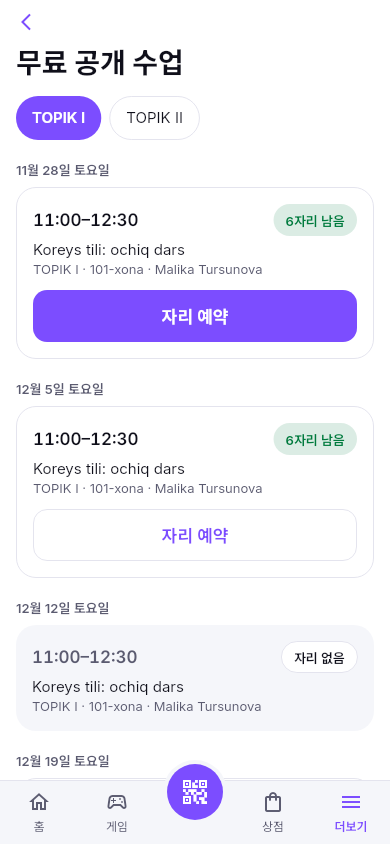 무료 공개 수업
TOPIK I
TOPIK II
11월 28일 토요일
11:00–12:30
6자리 남음
Koreys tili: ochiq dars
TOPIK I · 101-xona · Malika Tursunova
자리 예약
12월 5일 토요일
11:00–12:30
6자리 남음
Koreys tili: ochiq dars
TOPIK I · 101-xona · Malika Tursunova
자리 예약
12월 12일 토요일
11:00–12:30
자리 없음
Koreys tili: ochiq dars
TOPIK I · 101-xona · Malika Tursunova
12월 19일 토요일
홈
게임
상점
더보기